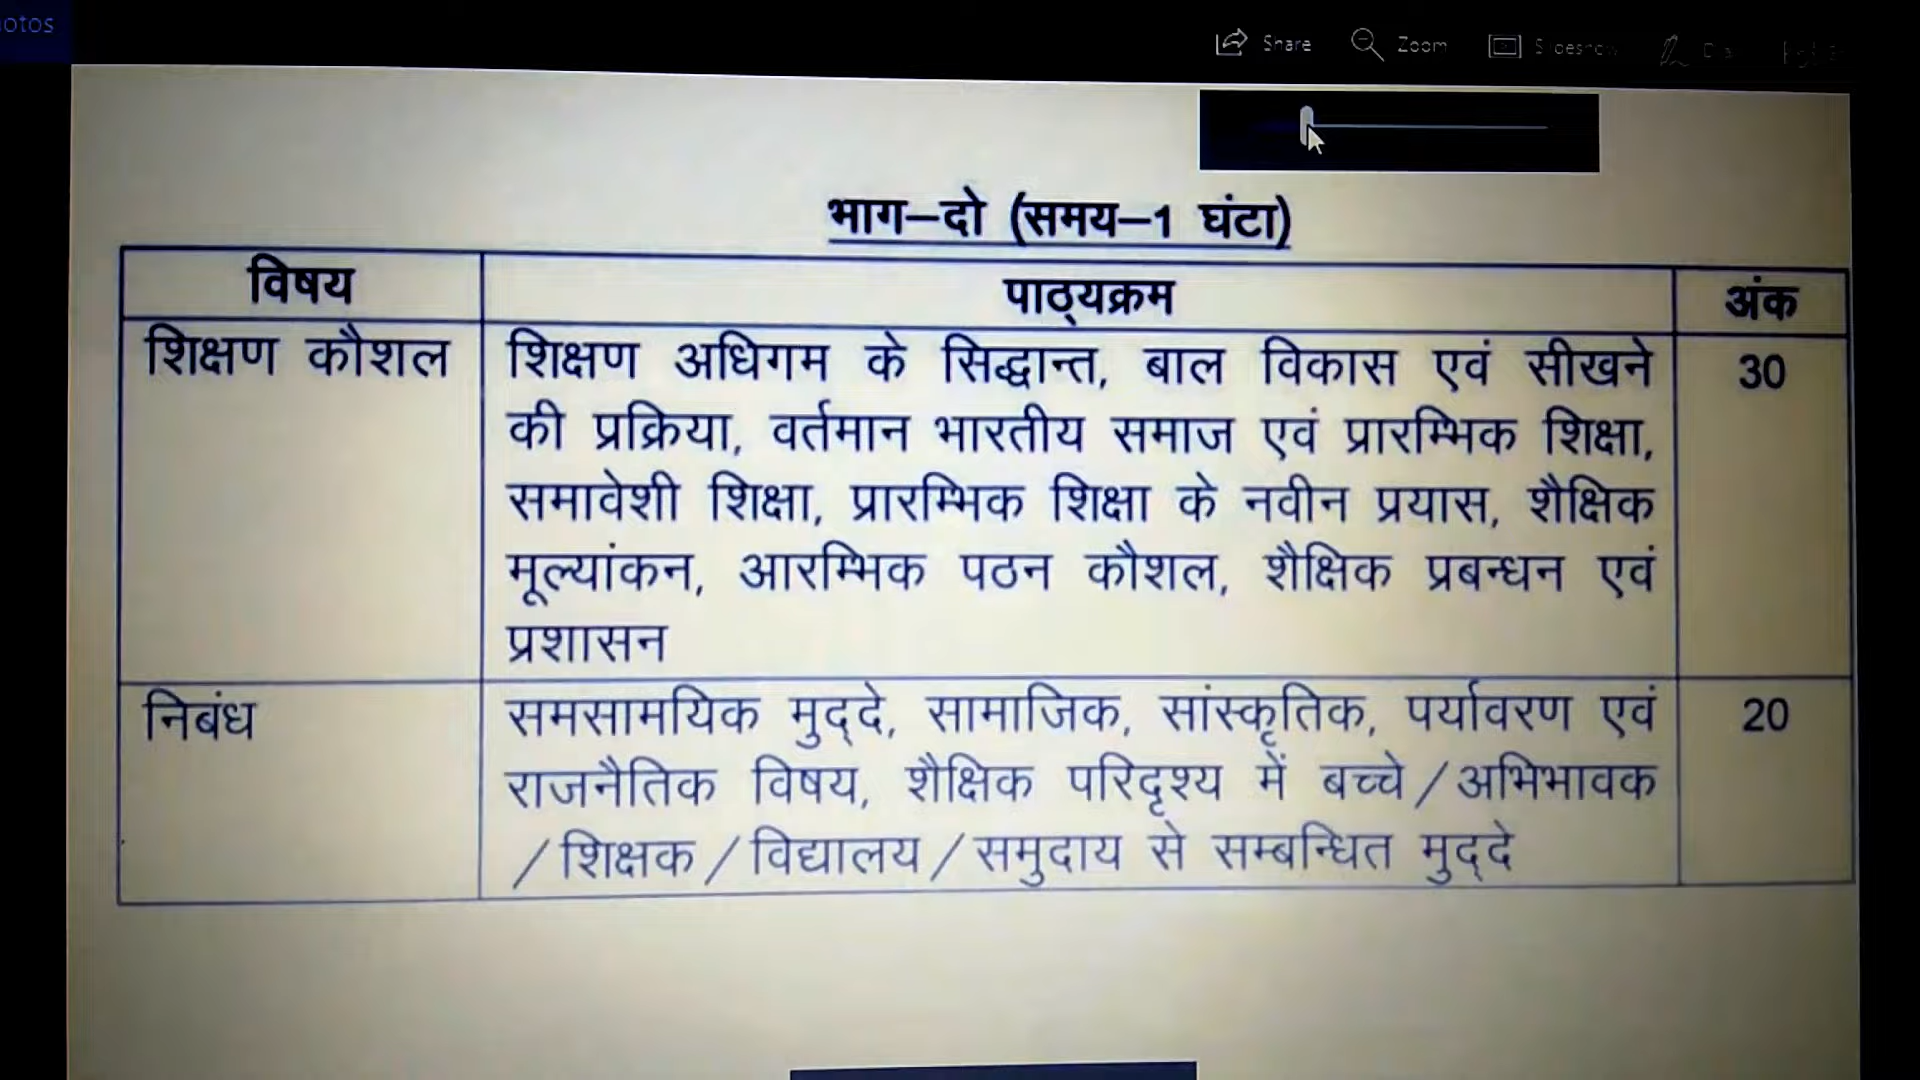 otos
Share Zoom
भाग–दो (समय–1 घंटा)
विषय पाठ्यक्रम अंक
शिक्षण कौशल शिक्षण अधिगम के सिद्धान्त, बाल विकास एवं सीखने 30
की प्रक्रिया, वर्तमान भारतीय समाज एवं प्रारम्भिक शिक्षा,
समावेशी शिक्षा, प्रारम्भिक शिक्षा के नवीन प्रयास, शैक्षिक
मूल्यांकन, आरम्भिक पठन कौशल, शैक्षिक प्रबन्धन एवं
प्रशासन
निबंध समसामयिक मुद्‌दे, सामाजिक, सांस्कृतिक, पर्यावरण एवं 20
राजनैतिक विषय, शैक्षिक परिदृश्य में बच्चे/अभिभावक
/शिक्षक/विद्यालय/समुदाय से सम्बन्धित मुद्‌दे